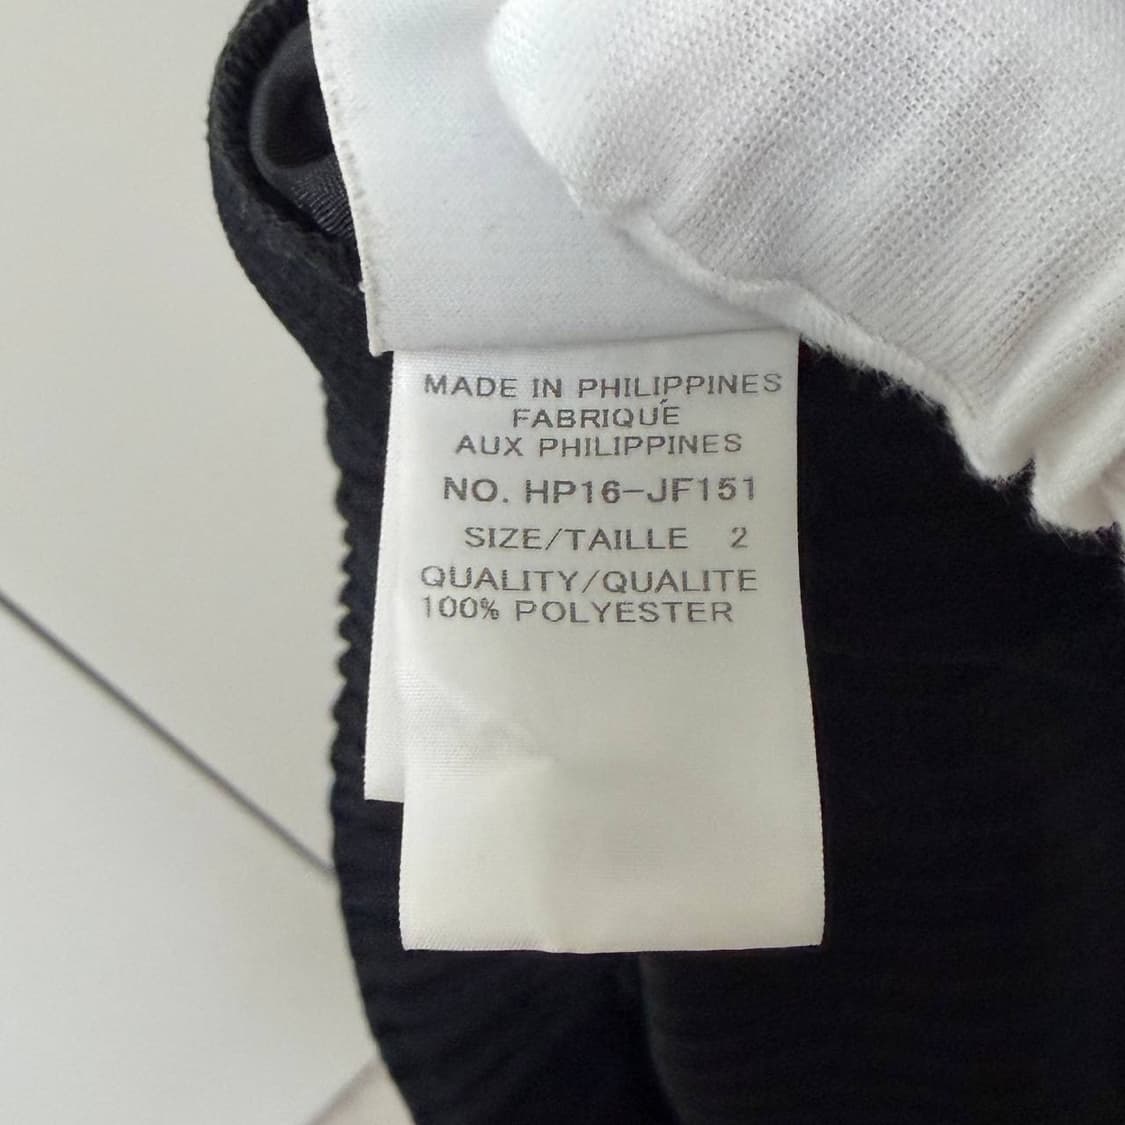 MADE IN PHILIPPINES
FABRIQUÉ
AUX PHILIPPINES
NO. HP16-JF151
SIZE/TAILLE 2
QUALITY/QUALITE
100% POLYESTER